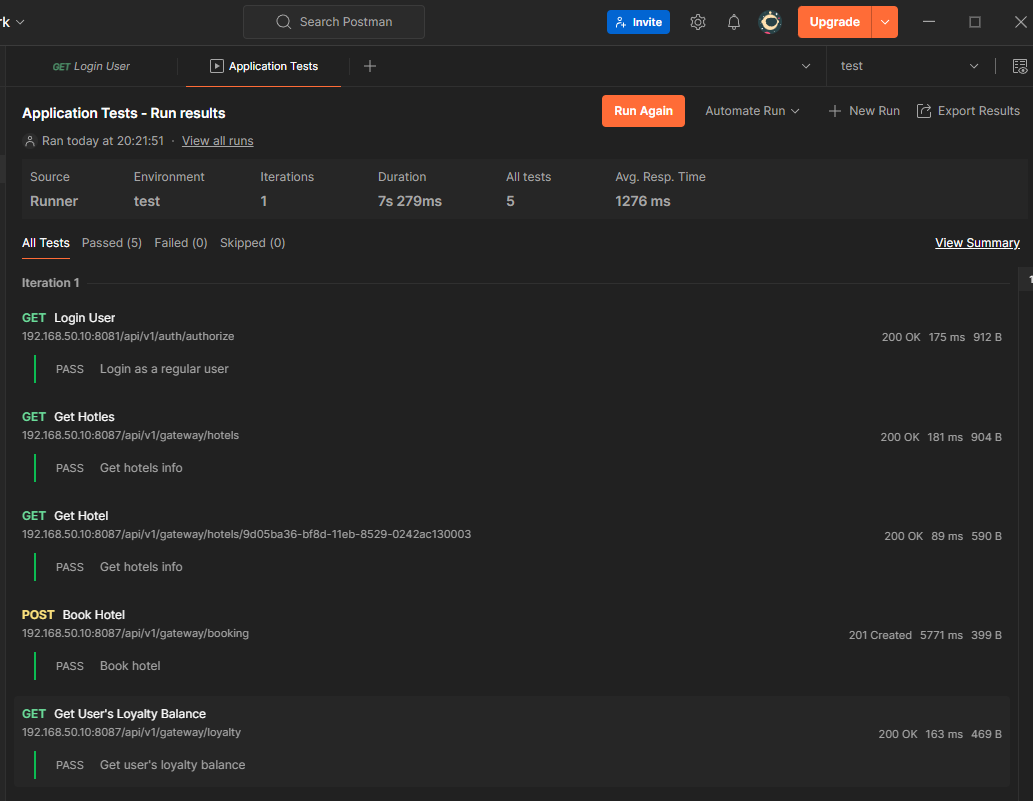 rk
Search Postman
Invite
Upgrade
GET Login User
Application Tests
test
Application Tests - Run results
Run Again
Automate Run
New Run
Export Results
Ran today at 20:21:51 · View all runs
Source Environment Iterations Duration All tests Avg. Resp. Time
Runner test 1 7s 279ms 5 1276 ms
All Tests Passed (5) Failed (0) Skipped (0) View Summary
Iteration 1
1
GET Login User
192.168.50.10:8081/api/v1/auth/authorize
200 OK 175 ms 912 B
PASS Login as a regular user
GET Get Hotles
192.168.50.10:8087/api/v1/gateway/hotels
200 OK 181 ms 904 B
PASS Get hotels info
GET Get Hotel
192.168.50.10:8087/api/v1/gateway/hotels/9d05ba36-bf8d-11eb-8529-0242ac130003
200 OK 89 ms 590 B
PASS Get hotels info
POST Book Hotel
192.168.50.10:8087/api/v1/gateway/booking
201 Created 5771 ms 399 B
PASS Book hotel
GET Get User's Loyalty Balance
192.168.50.10:8087/api/v1/gateway/loyalty
200 OK 163 ms 469 B
PASS Get user's loyalty balance